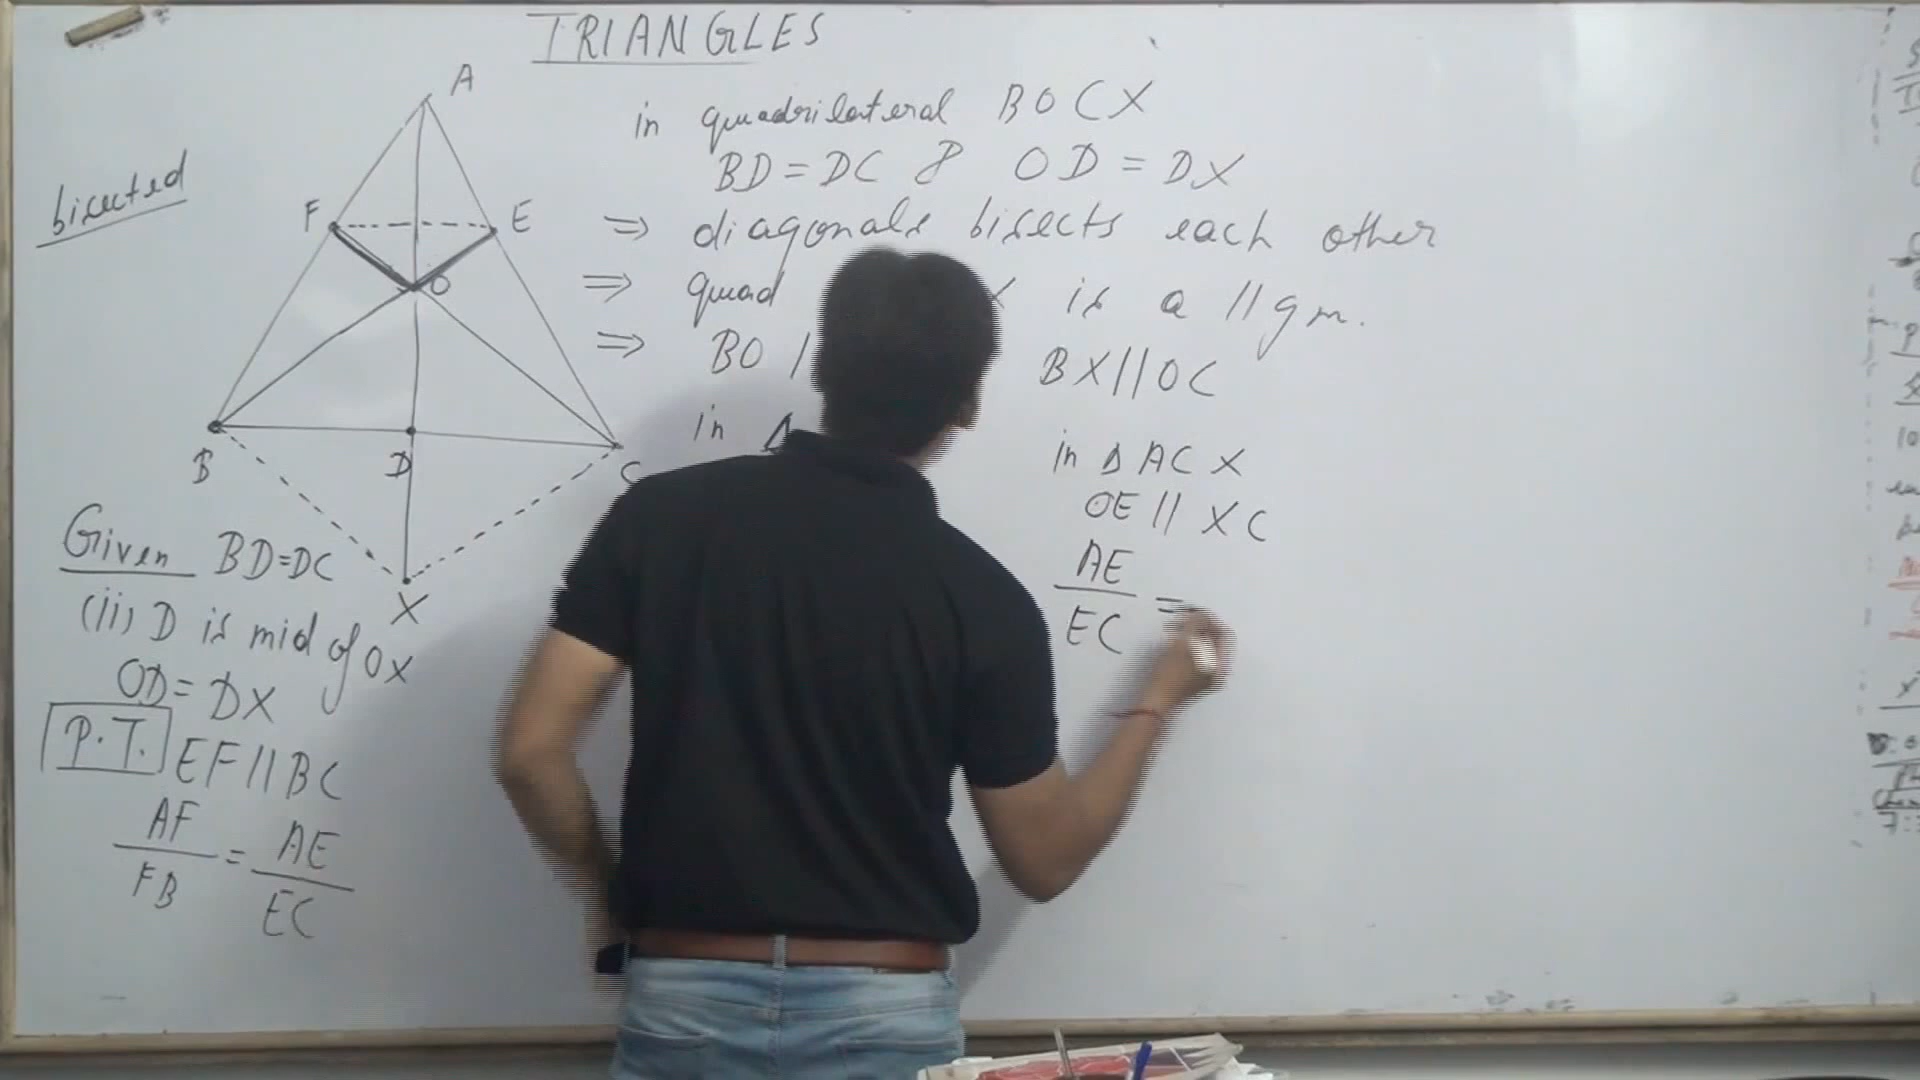 TRIANGLES
bisected
A
F
E
O
B
D
C
X
Given BD=DC
(ii) D is mid of OX
OD = DX
P.T. EF // BC
AF
FB
=
AE
EC
in quadrilateral BOCX
BD = DC & OD = DX
⇒ diagonals bisects each other
⇒ quad X is a //gm.
⇒ BO / BX // OC
in Δ
in Δ ACX
OE // XC
AE
EC
=